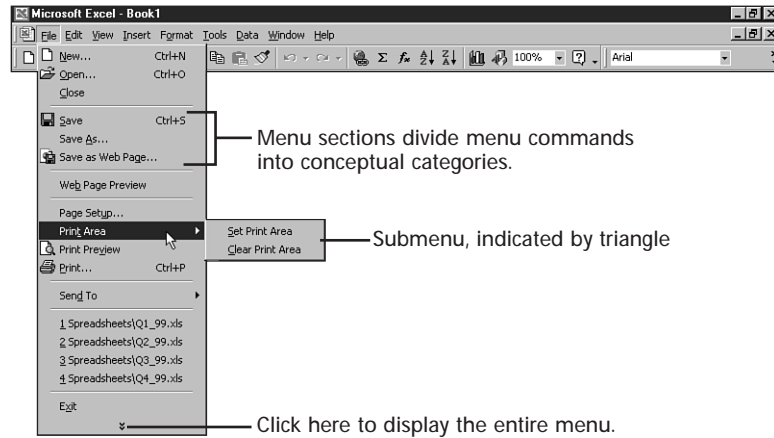 Microsoft Excel - Book1
File Edit View Insert Format Tools Data Window Help
100% Arial
New... Ctrl+N
Open... Ctrl+O
Close
Save Ctrl+S
Save As...
Save as Web Page...
Menu sections divide menu commands
into conceptual categories.
Web Page Preview
Page Setup...
Print Area
Set Print Area
Clear Print Area
Submenu, indicated by triangle
Print Preview
Print... Ctrl+P
Send To
1 Spreadsheets\Q1_99.xls
2 Spreadsheets\Q2_99.xls
3 Spreadsheets\Q3_99.xls
4 Spreadsheets\Q4_99.xls
Exit
Click here to display the entire menu.